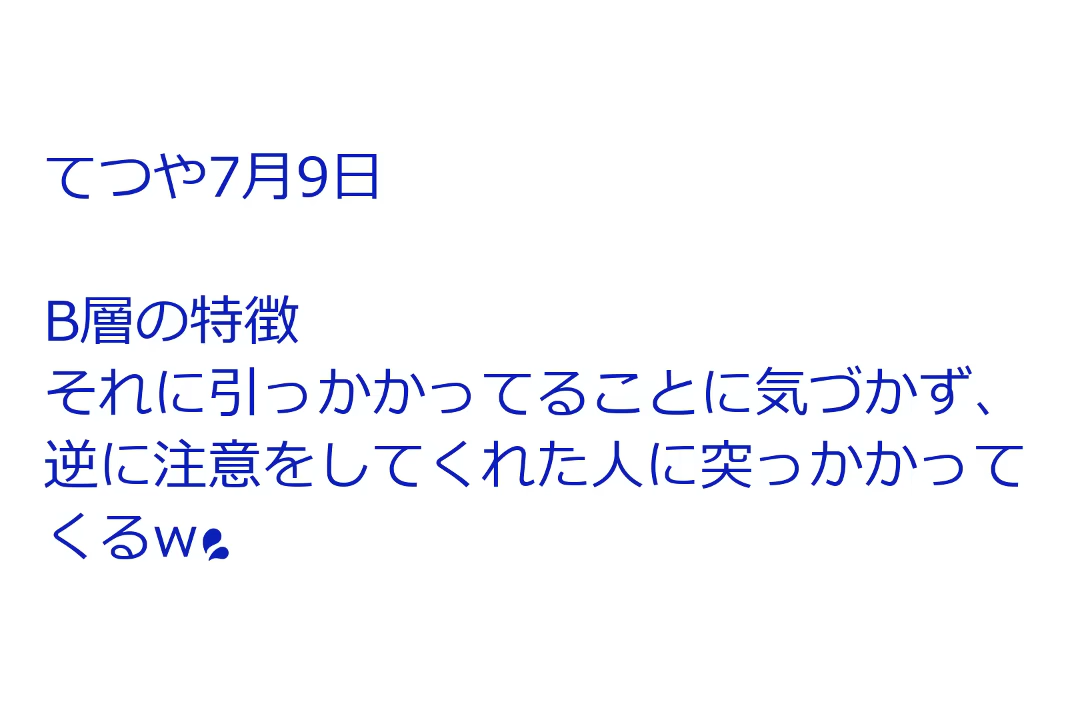 てつや7月9日
B層の特徴
それに引っかかってることに気づかず、
逆に注意をしてくれた人に突っかかって
くるw💦